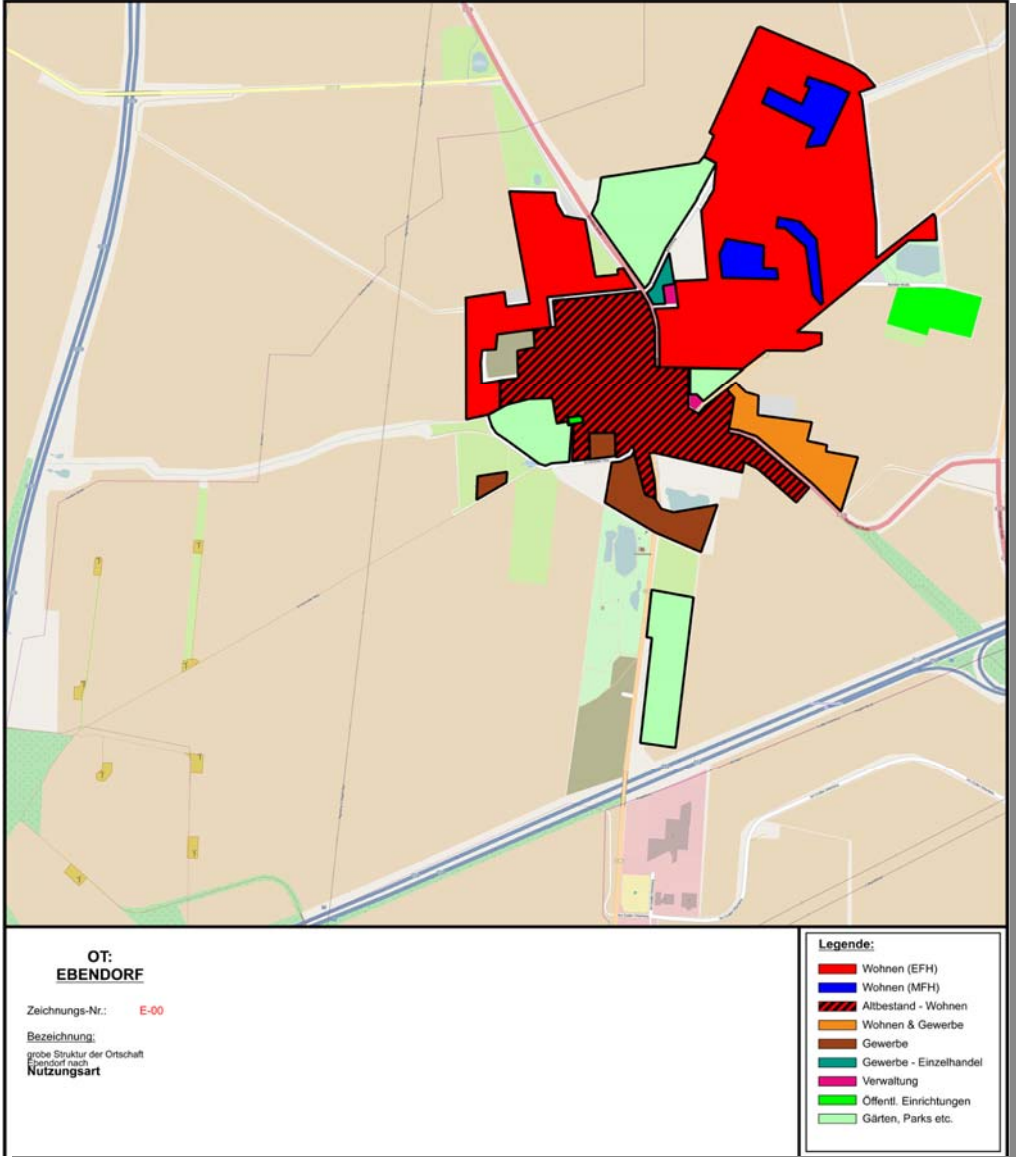 OT:
EBENDORF
Zeichnungs-Nr.: E-00
Bezeichnung:
grobe Struktur der Ortschaft
Ebendorf nach
Nutzungsart
Legende:
Wohnen (EFH)
Wohnen (MFH)
Altbestand - Wohnen
Wohnen & Gewerbe
Gewerbe
Gewerbe - Einzelhandel
Verwaltung
Öffentl. Einrichtungen
Gärten, Parks etc.